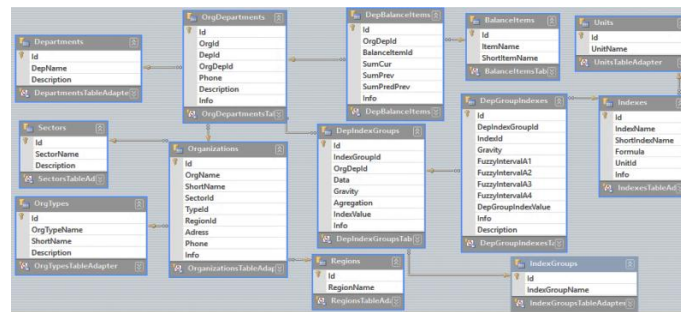 Departments
Id
DepName
Description
DepartmentsTableAdapte
OrgDepartments
Id
OrgId
DepId
OrgDepId
Phone
Description
Info
OrgDepartmentsTa
DepBalanceItems
Id
OrgDepId
BalanceItemId
SumCur
SumPrev
SumPredPrev
Info
DepBalanceItems
BalanceItems
Id
ItemName
ShortItemName
BalanceItemsTab
Units
Id
UnitName
UnitsTableAdapter
Sectors
Id
SectorName
Description
SectorsTableAd
Organizations
Id
OrgName
ShortName
SectorId
TypeId
RegionId
Adress
Phone
Info
OrganizationsTableAdap
DepIndexGroups
Id
IndexGroupId
OrgDepId
Data
Gravity
Agregation
IndexValue
Info
DepIndexGroupsTab
DepGroupIndexes
Id
DepIndexGroupId
IndexId
Gravity
FuzzyIntervalA1
FuzzyIntervalA2
FuzzyIntervalA3
FuzzyIntervalA4
DepGroupIndexValue
Info
Description
DepGroupIndexesTa
Indexes
Id
IndexName
ShortIndexName
Formula
UnitId
Info
IndexesTableAd
OrgTypes
Id
OrgTypeName
ShortName
Description
OrgTypesTableAdapter
Regions
Id
RegionName
RegionsTableAd
IndexGroups
Id
IndexGroupName
IndexGroupsTableAdapter